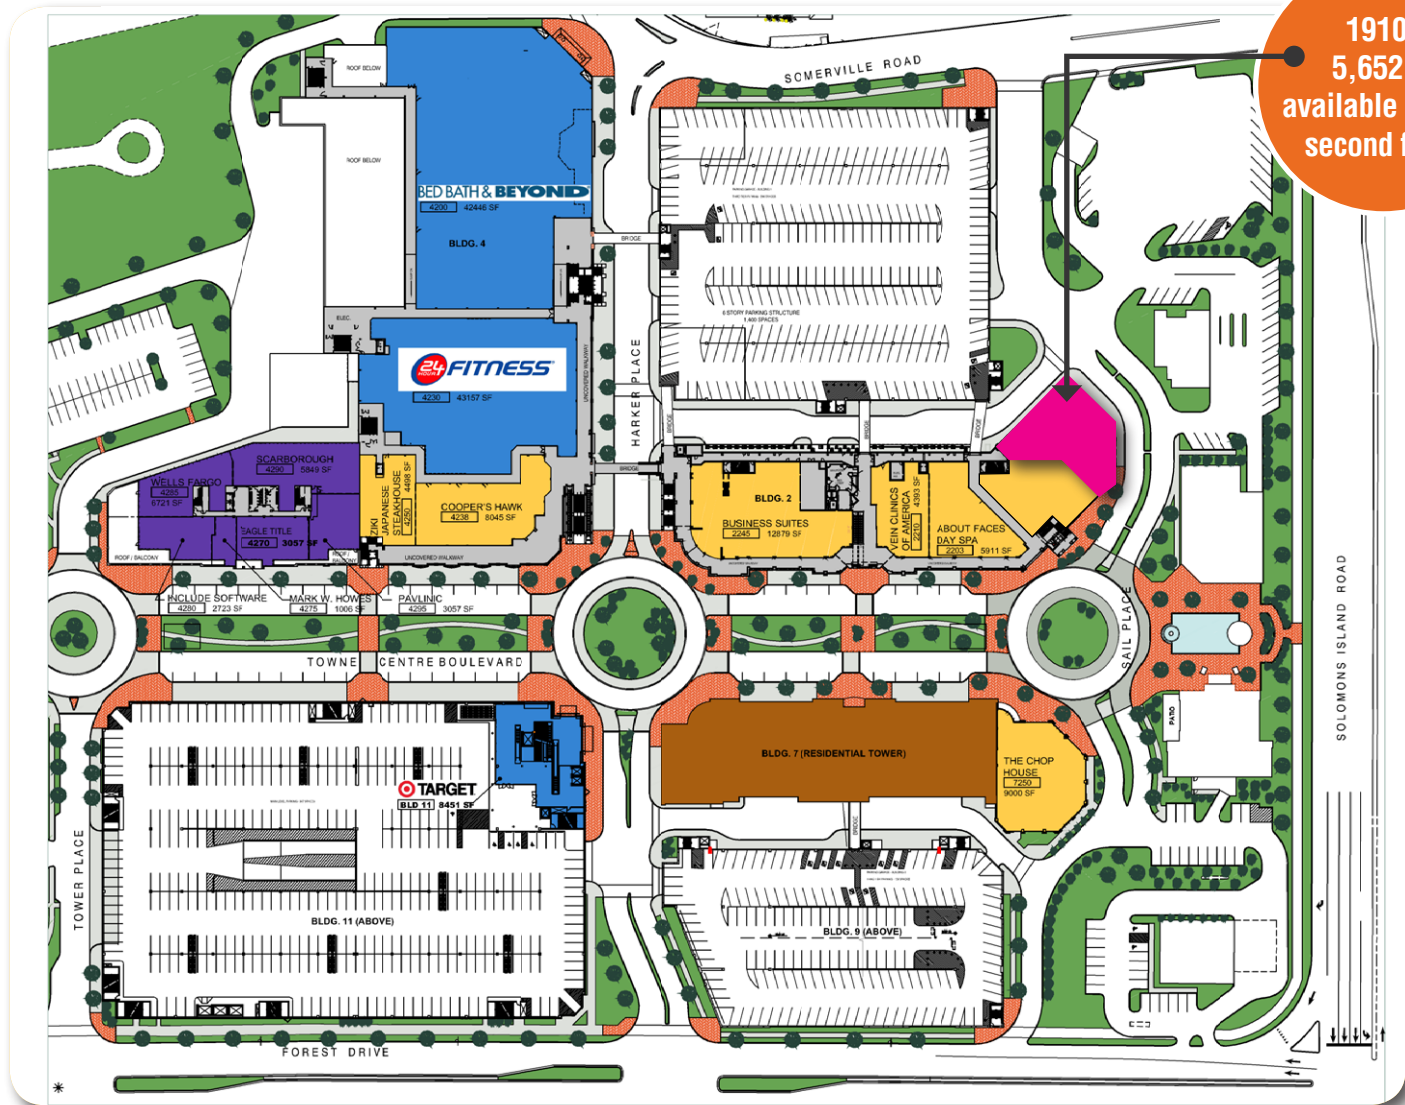 1910
5,652
available
second f
SOMERVILLE ROAD
ROOF BELOW
ROOF BELOW
BED BATH & BEYOND
4200 42446 SF
BLDG. 4
BRIDGE
6 STORY PARKING STRUCTURE
1,400 SPACES
ELEC.
24 HOUR FITNESS
4230 43157 SF
UNCOVERED WALKWAY
HARKER PLACE
BRIDGE
BRIDGE
BRIDGE
BRIDGE
SCARBOROUGH
4290 5849 SF
WELLS FARGO
4285
6721 SF
EAGLE TITLE
4270 3057 SF
ZIKI JAPANESE STEAKHOUSE
4250 4498 SF
COOPER'S HAWK
4238 8045 SF
BLDG. 2
BUSINESS SUITES
2245 12879 SF
VEIN CLINICS OF AMERICA
2210 4393 SF
ABOUT FACES
DAY SPA
2203 5911 SF
ROOF / BALCONY
ROOF / BALCONY
UNCOVERED WALKWAY
INCLUDE SOFTWARE
4280 2723 SF
MARK W. HOWES
4275 1006 SF
PAVLINIC
4295 3057 SF
TOWNE CENTRE BOULEVARD
SAIL PLACE
SOLOMONS ISLAND ROAD
PATIO
BLDG. 7 (RESIDENTIAL TOWER)
THE CHOP
HOUSE
7250
9000 SF
TARGET
BLD 11 8451 SF
BRIDGE
TOWER PLACE
BLDG. 11 (ABOVE)
BLDG. 9 (ABOVE)
FOREST DRIVE